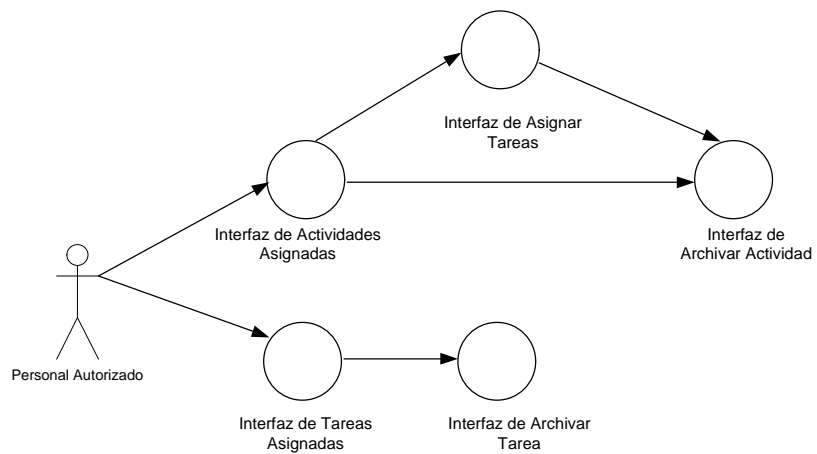 Interfaz de Asignar
Tareas
Interfaz de Actividades
Asignadas
Interfaz de
Archivar Actividad
Personal Autorizado
Interfaz de Tareas
Asignadas
Interfaz de Archivar
Tarea